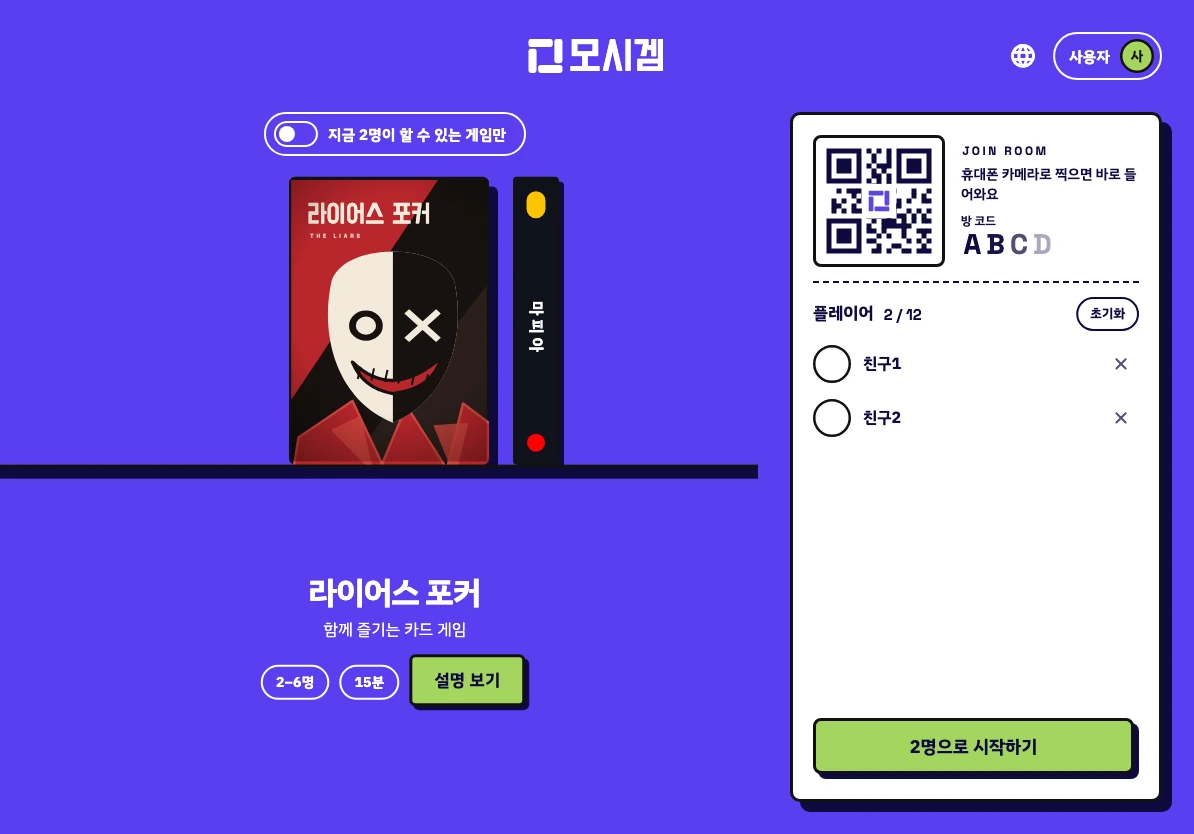 모시겜
사용자
사
지금 2명이 할 수 있는 게임만
라이어스 포커
THE LIARS
무브우
JOIN ROOM
휴대폰 카메라로 찍으면 바로 들
어와요
방 코드
ABCD
플레이어 2 / 12
초기화
친구1
친구2
라이어스 포커
함께 즐기는 카드 게임
2–6명
15분
설명 보기
2명으로 시작하기